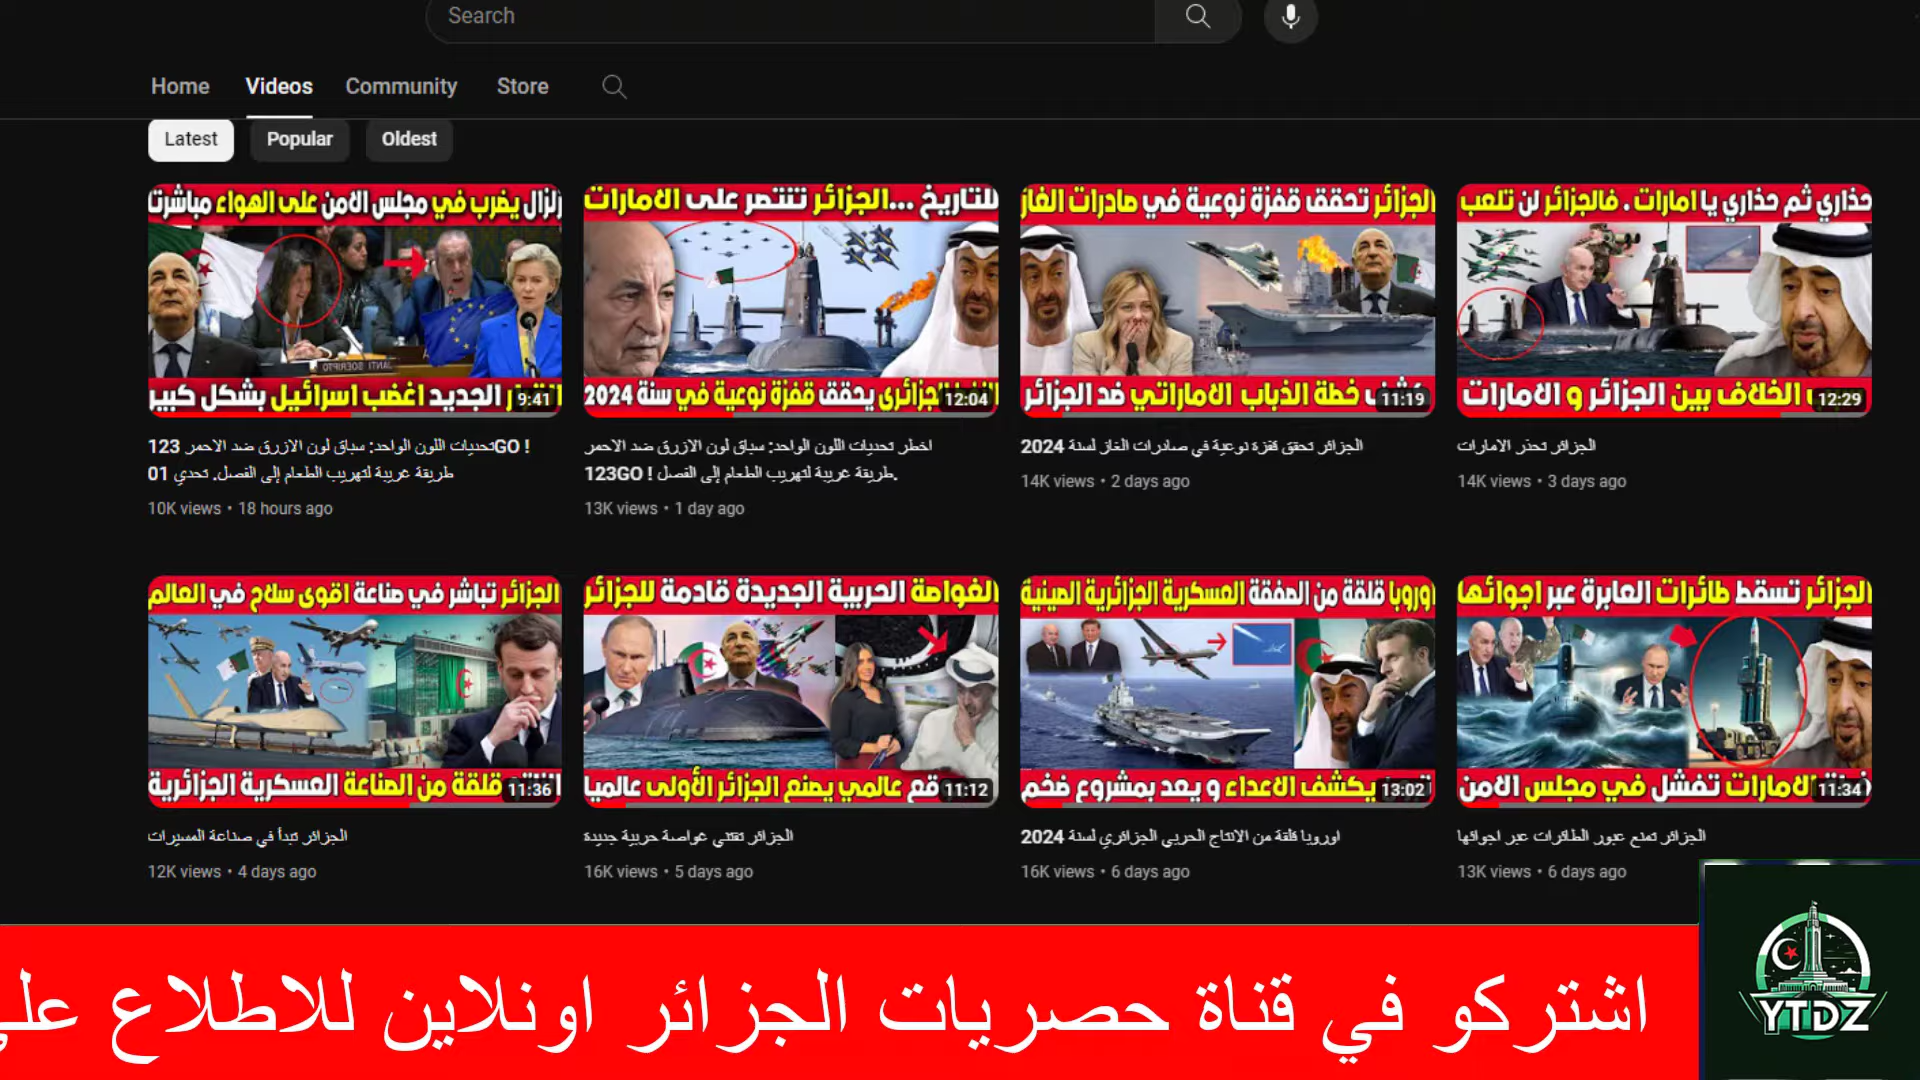 Search
Home Videos Community Store
Latest Popular Oldest
زلزال يضرب في مجلس الامن على الهواء مباشرتا
الجديد اغضب اسرائيل بشكل كبير
9:41
تحديات اللون الواحد: سباق لون الازرق ضد الاحمر 123GO !
طريقة غريبة لتهريب الطعام إلى الفصل. تحدي 01
10K views • 18 hours ago
للتاريخ ...الجزائر تنتصر على الامارات
الجزائري يحقق قفزة نوعية في سنة 2024
12:04
اخطر تحديات اللون الواحد: سباق لون الازرق ضد الاحمر
123GO ! طريقة غريبة لتهريب الطعام إلى الفصل.
13K views • 1 day ago
الجزائر تحقق قفزة نوعية في صادرات الغاز
كشف خطة الذباب الاماراتي ضد الجزائر
11:19
الجزائر تحقق قفزة نوعية في صادرات الغاز لسنة 2024
14K views • 2 days ago
حذاري ثم حذاري يا امارات . فالجزائر لن تلعب
الخلاف بين الجزائر و الامارات
12:29
الجزائر تحذر الامارات
14K views • 3 days ago
الجزائر تباشر في صناعة اقوى سلاح في العالم
قلقة من الصناعة العسكرية الجزائرية
11:36
الجزائر تبدأ في صناعة المسيرات
12K views • 4 days ago
الغواصة الحربية الجديدة قادمة للجزائر
عالمي يصنع الجزائر الأولى عالميا
11:12
الجزائر تقتني غواصة حربية جديدة
16K views • 5 days ago
اوروبا قلقة من الصفقة العسكرية الجزائرية الصينية
يكشف الاعداء و يعد بمشروع ضخم
13:02
اوروبا قلقة من الانتاج الحربي الجزائري لسنة 2024
16K views • 6 days ago
الجزائر تسقط طائرات العابرة عبر اجوائها
الامارات تفشل في مجلس الامن
11:34
الجزائر تمنع عبور الطائرات عبر اجوائها
13K views • 6 days ago
اشتركو في قناة حصريات الجزائر اونلاين للاطلاع على
YTDZ